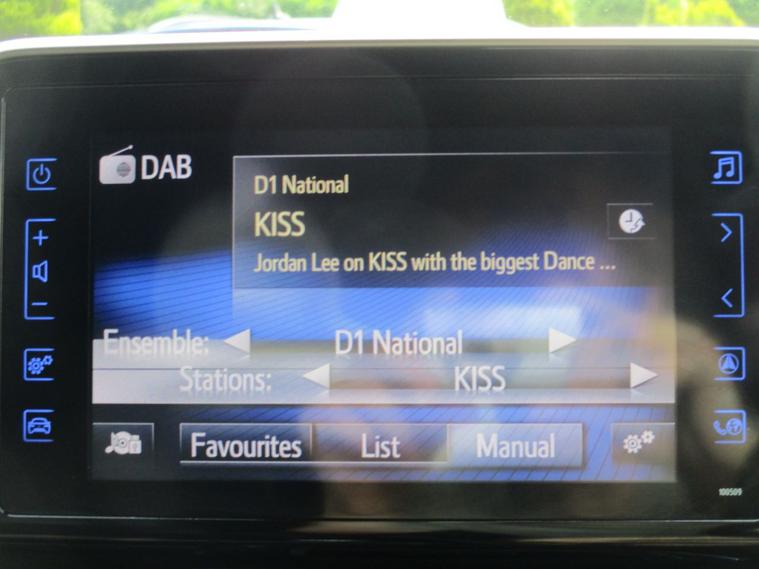 DAB
D1 National
KISS
Jordan Lee on KISS with the biggest Dance ...
Ensemble: D1 National
Stations: KISS
Favourites List Manual
100509